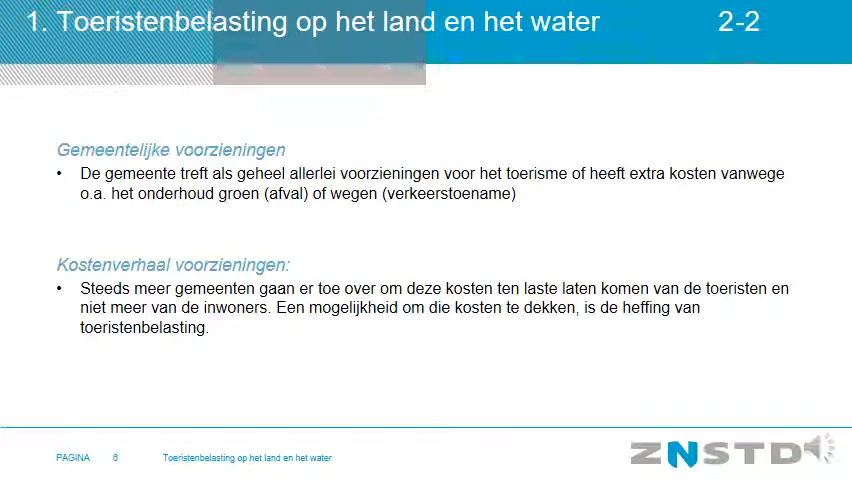 1. Toeristenbelasting op het land en het water 2-2
Gemeentelijke voorzieningen
• De gemeente treft als geheel allerlei voorzieningen voor het toerisme of heeft extra kosten vanwege
o.a. het onderhoud groen (afval) of wegen (verkeerstoename)
Kostenverhaal voorzieningen:
• Steeds meer gemeenten gaan er toe over om deze kosten ten laste laten komen van de toeristen en
niet meer van de inwoners. Een mogelijkheid om die kosten te dekken, is de heffing van
toeristenbelasting.
PAGINA 6 Toeristenbelasting op het land en het water
ZNSTD